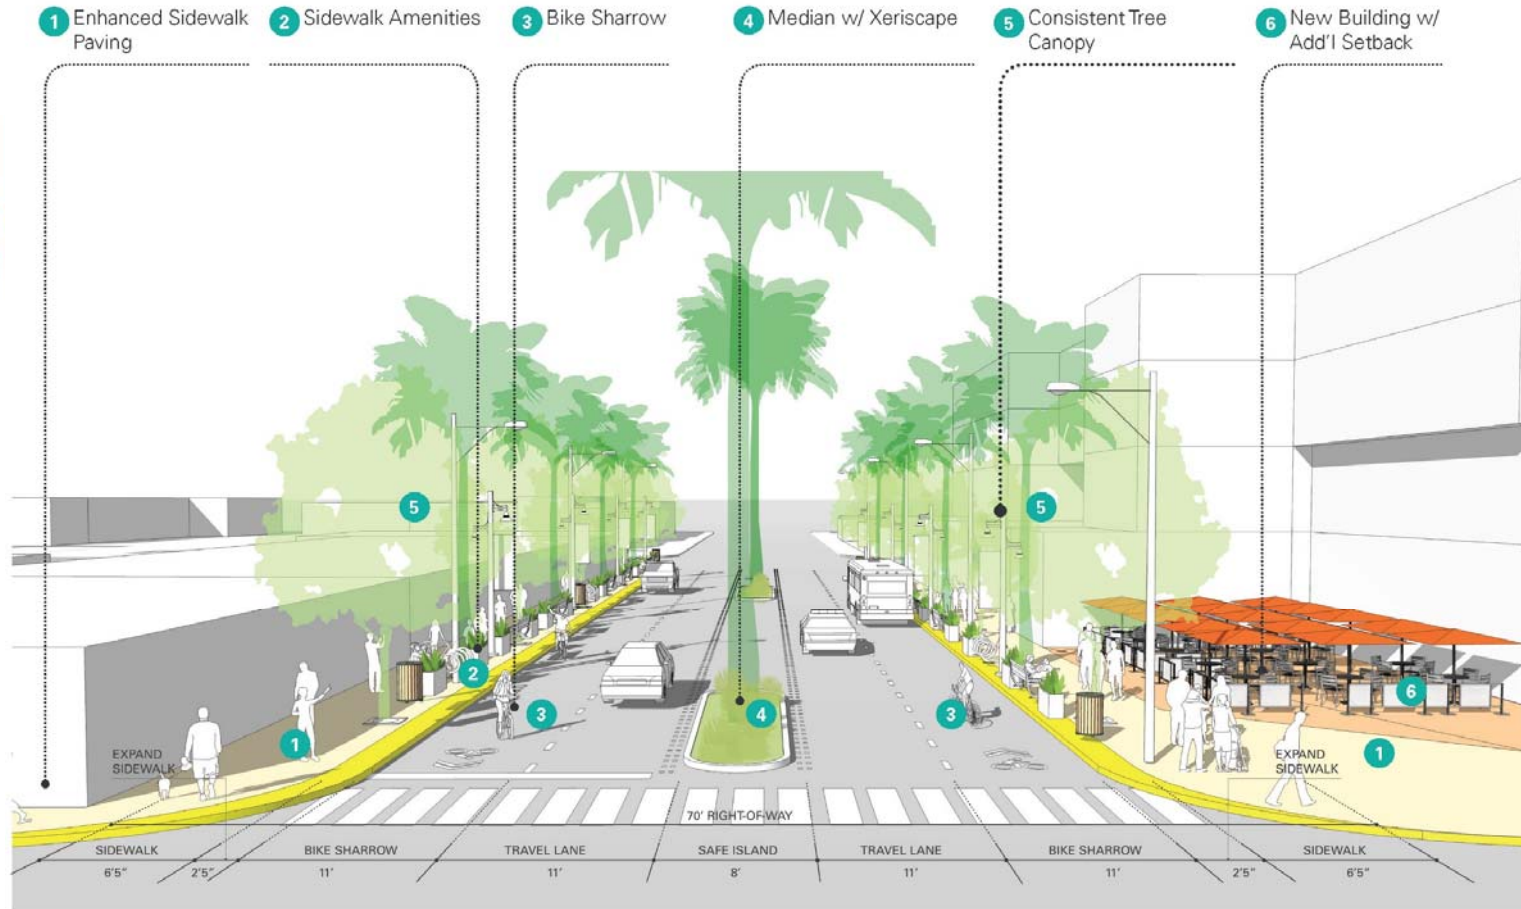 1 Enhanced Sidewalk
Paving
2 Sidewalk Amenities
3 Bike Sharrow
4 Median w/ Xeriscape
5 Consistent Tree
Canopy
6 New Building w/
Add'l Setback
5
5
2
3
4
3
6
1
1
EXPAND
SIDEWALK
EXPAND
SIDEWALK
70' RIGHT-OF-WAY
SIDEWALK BIKE SHARROW TRAVEL LANE SAFE ISLAND TRAVEL LANE BIKE SHARROW SIDEWALK
6'5" 2'5" 11' 11' 8' 11' 11' 2'5" 6'5"